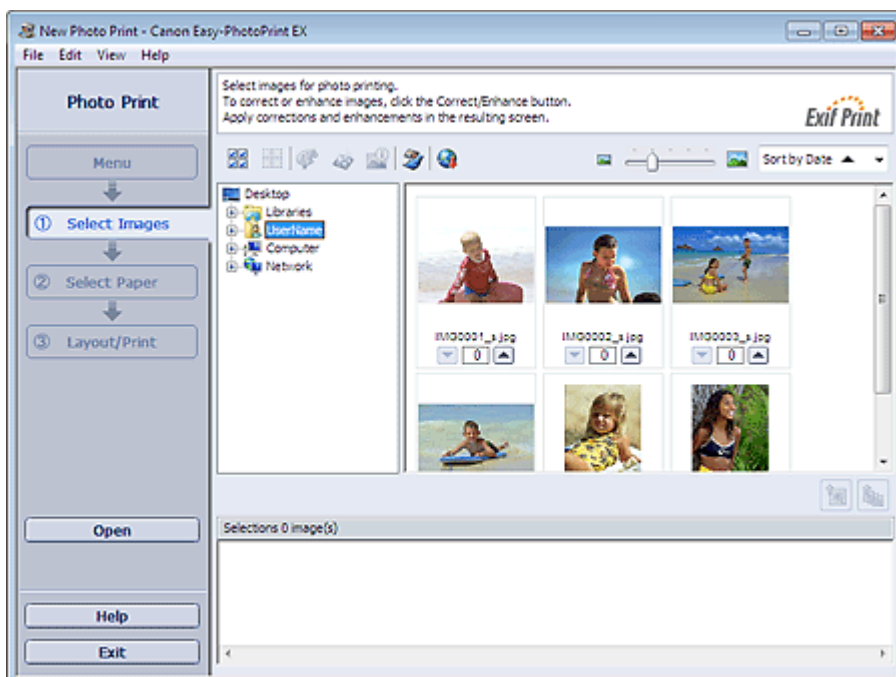 New Photo Print - Canon Easy-PhotoPrint EX
File Edit View Help
Photo Print
Select images for photo printing.
To correct or enhance images, click the Correct/Enhance button.
Apply corrections and enhancements in the resulting screen.
Exif Print
Menu
Sort by Date
① Select Images
② Select Paper
③ Layout/Print
Desktop
Libraries
UserName
Computer
Network
IMG0001_s.jpg
IMG0002_s.jpg
IMG0003_s.jpg
0
0
0
Open
Selections 0 image(s)
Help
Exit